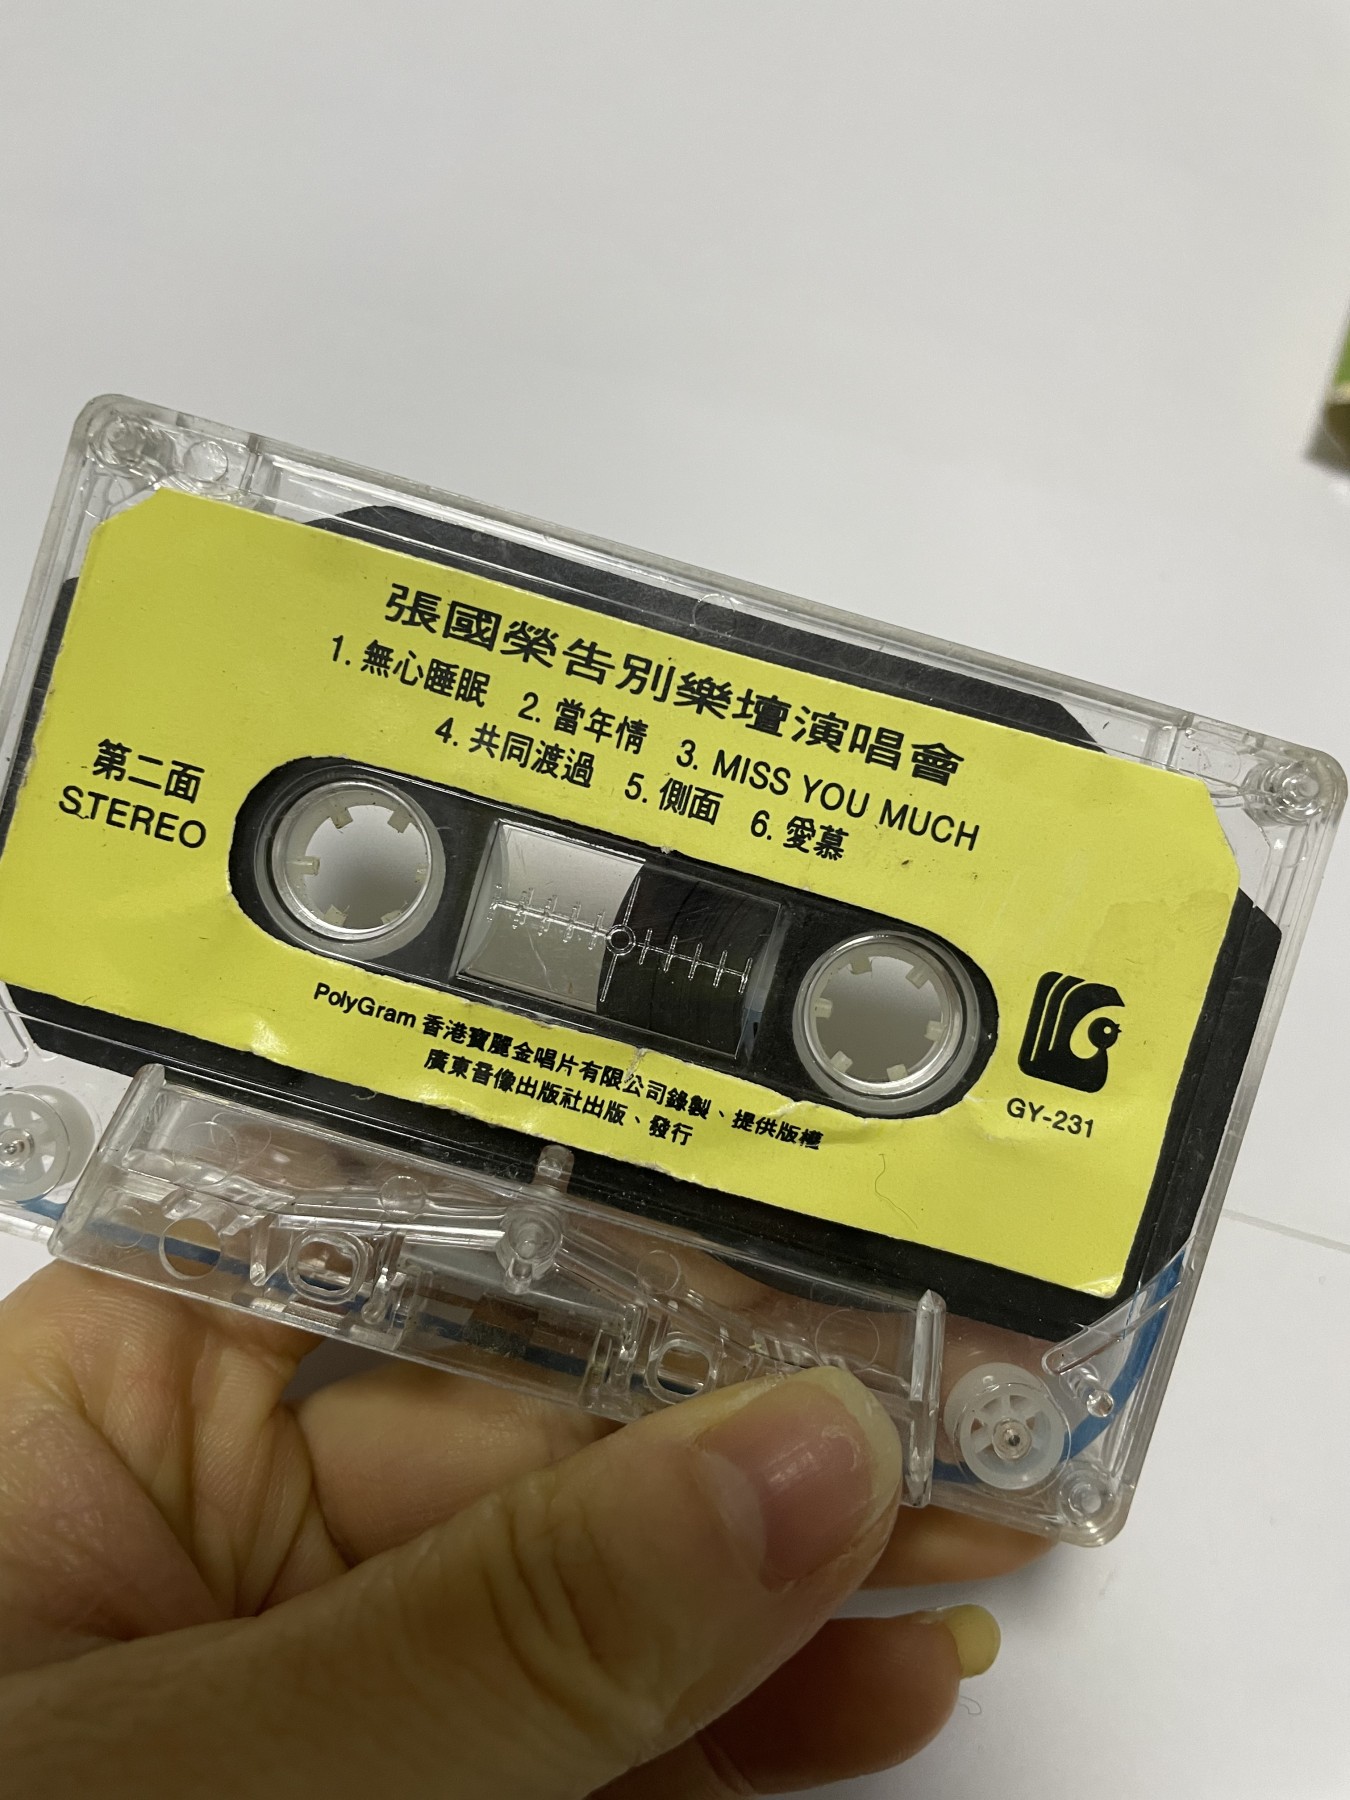 張國榮告別樂壇演唱會
1. 無心睡眠 2. 當年情 3. MISS YOU MUCH
4. 共同渡過 5. 側面 6. 愛慕
第二面
STEREO
PolyGram 香港寶麗金唱片有限公司錄製、提供版權
廣東音像出版社出版、發行
GY-231